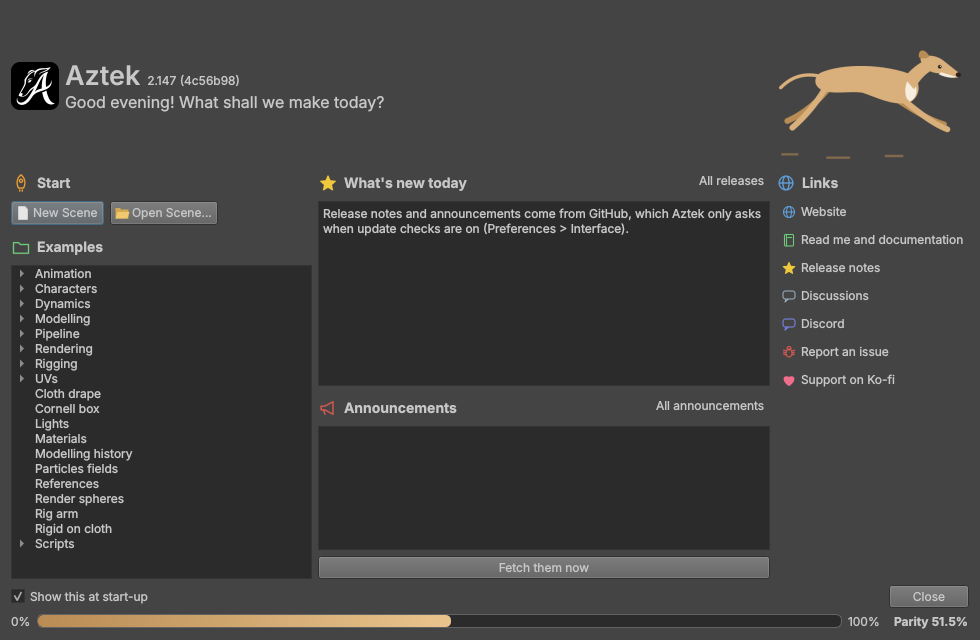 Aztek 2.147 (4c56b98)
Good evening! What shall we make today?
Start
New Scene
Open Scene...
Examples
Animation
Characters
Dynamics
Modelling
Pipeline
Rendering
Rigging
UVs
Cloth drape
Cornell box
Lights
Materials
Modelling history
Particles fields
References
Render spheres
Rig arm
Rigid on cloth
Scripts
What's new today
All releases
Release notes and announcements come from GitHub, which Aztek only asks
when update checks are on (Preferences > Interface).
Announcements
All announcements
Fetch them now
Links
Website
Read me and documentation
Release notes
Discussions
Discord
Report an issue
Support on Ko-fi
Show this at start-up
Close
0%
100%
Parity 51.5%